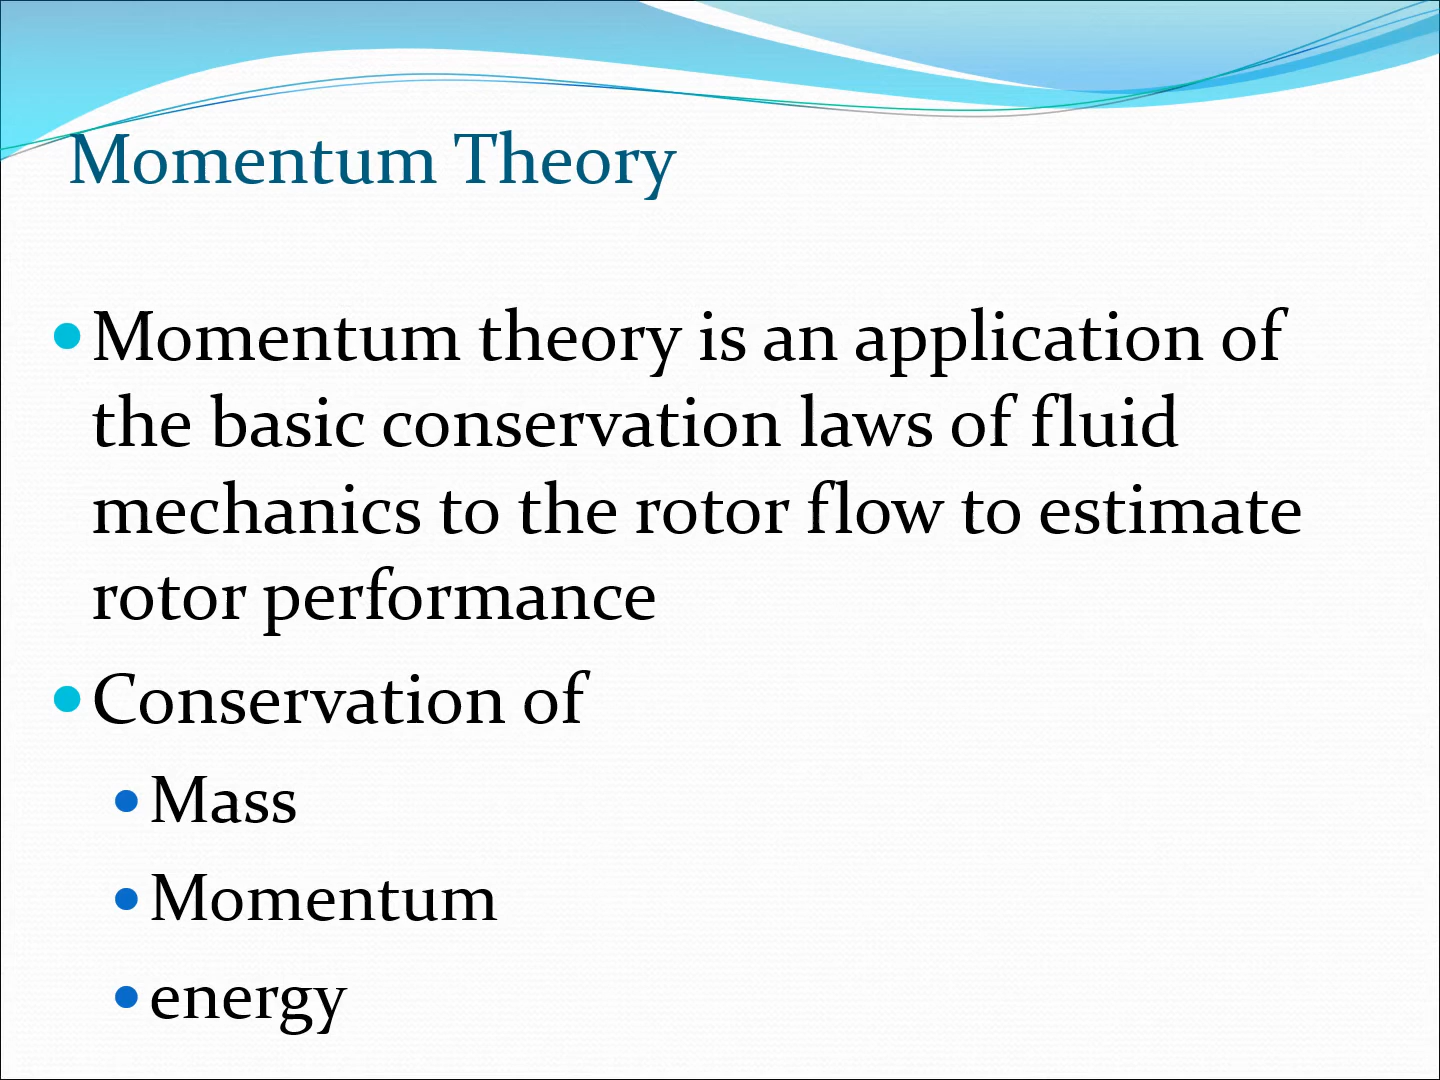 Momentum Theory
• Momentum theory is an application of
the basic conservation laws of fluid
mechanics to the rotor flow to estimate
rotor performance
• Conservation of
• Mass
• Momentum
• energy